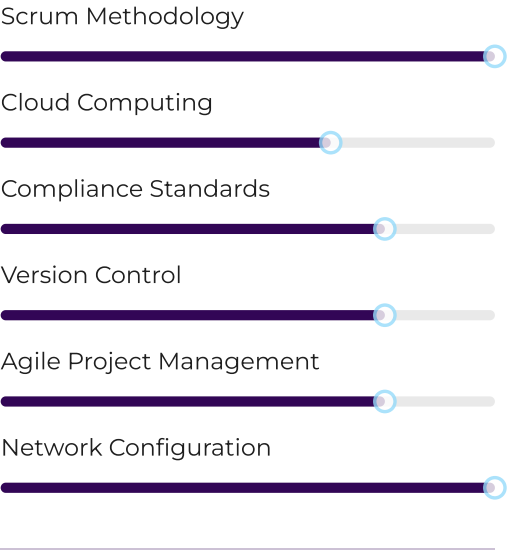 Scrum Methodology
Cloud Computing
Compliance Standards
Version Control
Agile Project Management
Network Configuration